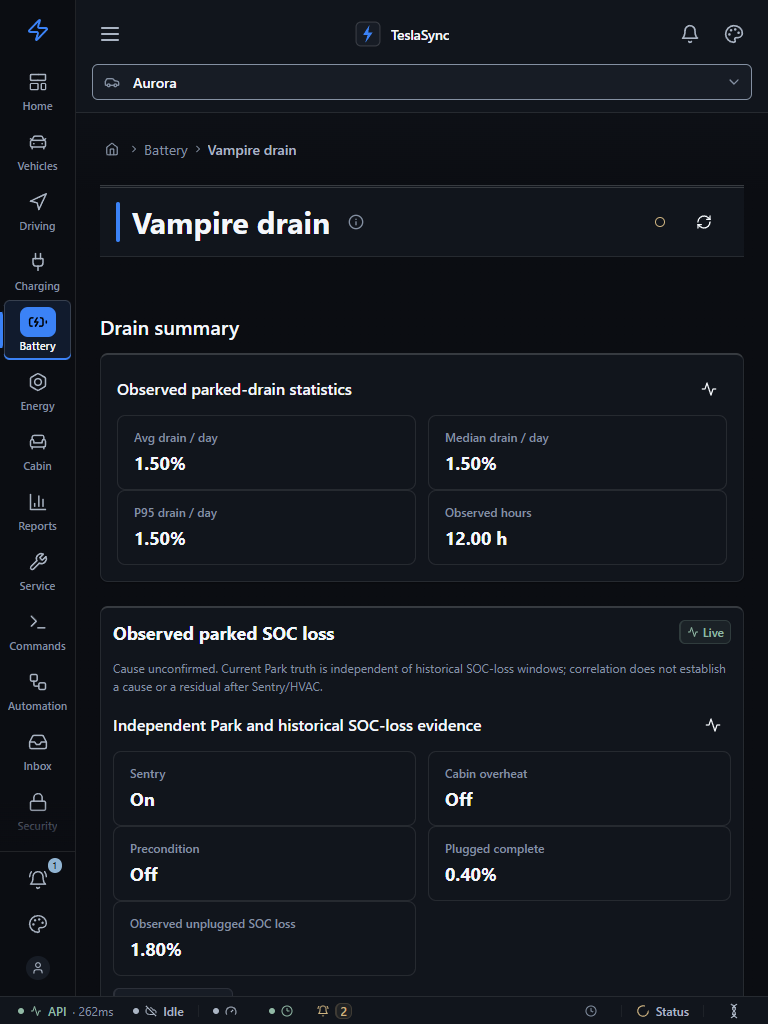 TeslaSync
Aurora
Home
Vehicles
Driving
Charging
Battery
Energy
Cabin
Reports
Service
Commands
Automation
Inbox
Security
1
Battery
Vampire drain
Vampire drain
Drain summary
Observed parked-drain statistics
Avg drain / day
1.50%
Median drain / day
1.50%
P95 drain / day
1.50%
Observed hours
12.00 h
Observed parked SOC loss
Live
Cause unconfirmed. Current Park truth is independent of historical SOC-loss windows; correlation does not establish
a cause or a residual after Sentry/HVAC.
Independent Park and historical SOC-loss evidence
Sentry
On
Cabin overheat
Off
Precondition
Off
Plugged complete
0.40%
Observed unplugged SOC loss
1.80%
API · 262ms
Idle
2
Status